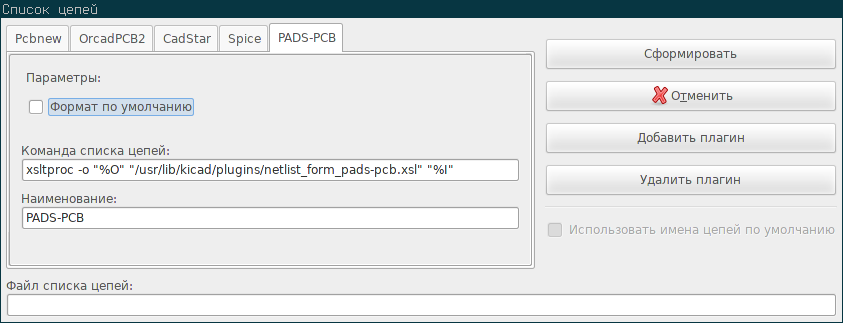 Список цепей
Pcbnew OrcadPCB2 CadStar Spice PADS-PCB
Параметры:
Формат по умолчанию
Команда списка цепей:
xsltproc -o "%O" "/usr/lib/kicad/plugins/netlist_form_pads-pcb.xsl" "%I"
Наименование:
PADS-PCB
Сформировать
Отменить
Добавить плагин
Удалить плагин
Использовать имена цепей по умолчанию
Файл списка цепей: